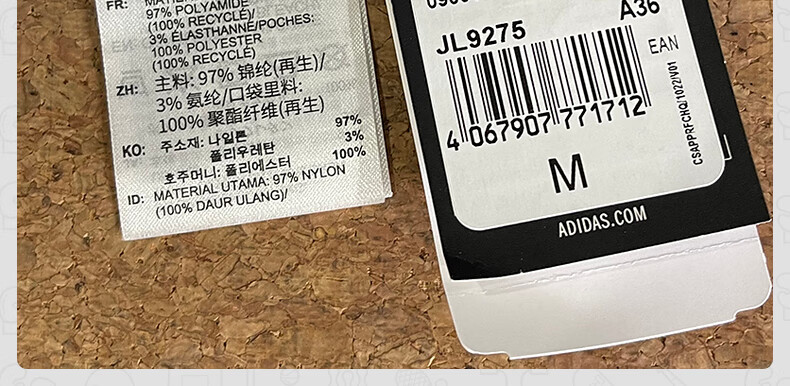 FR:
97% POLYAMIDE
(100% RECYCLÉ)/
3% ÉLASTHANNE/POCHES:
100% POLYESTER
(100% RECYCLÉ)
ZH: 主料: 97% 锦纶(再生)/
3% 氨纶/口袋里料:
100% 聚酯纤维(再生)
KO: 주소재: 나일론 97%
폴리우레탄 3%
호주머니: 폴리에스터 100%
ID: MATERIAL UTAMA: 97% NYLON
(100% DAUR ULANG)/
A36
JL9275
EAN
4 067907 771712
CSAPPRFCHQ/1022/V01
M
ADIDAS.COM